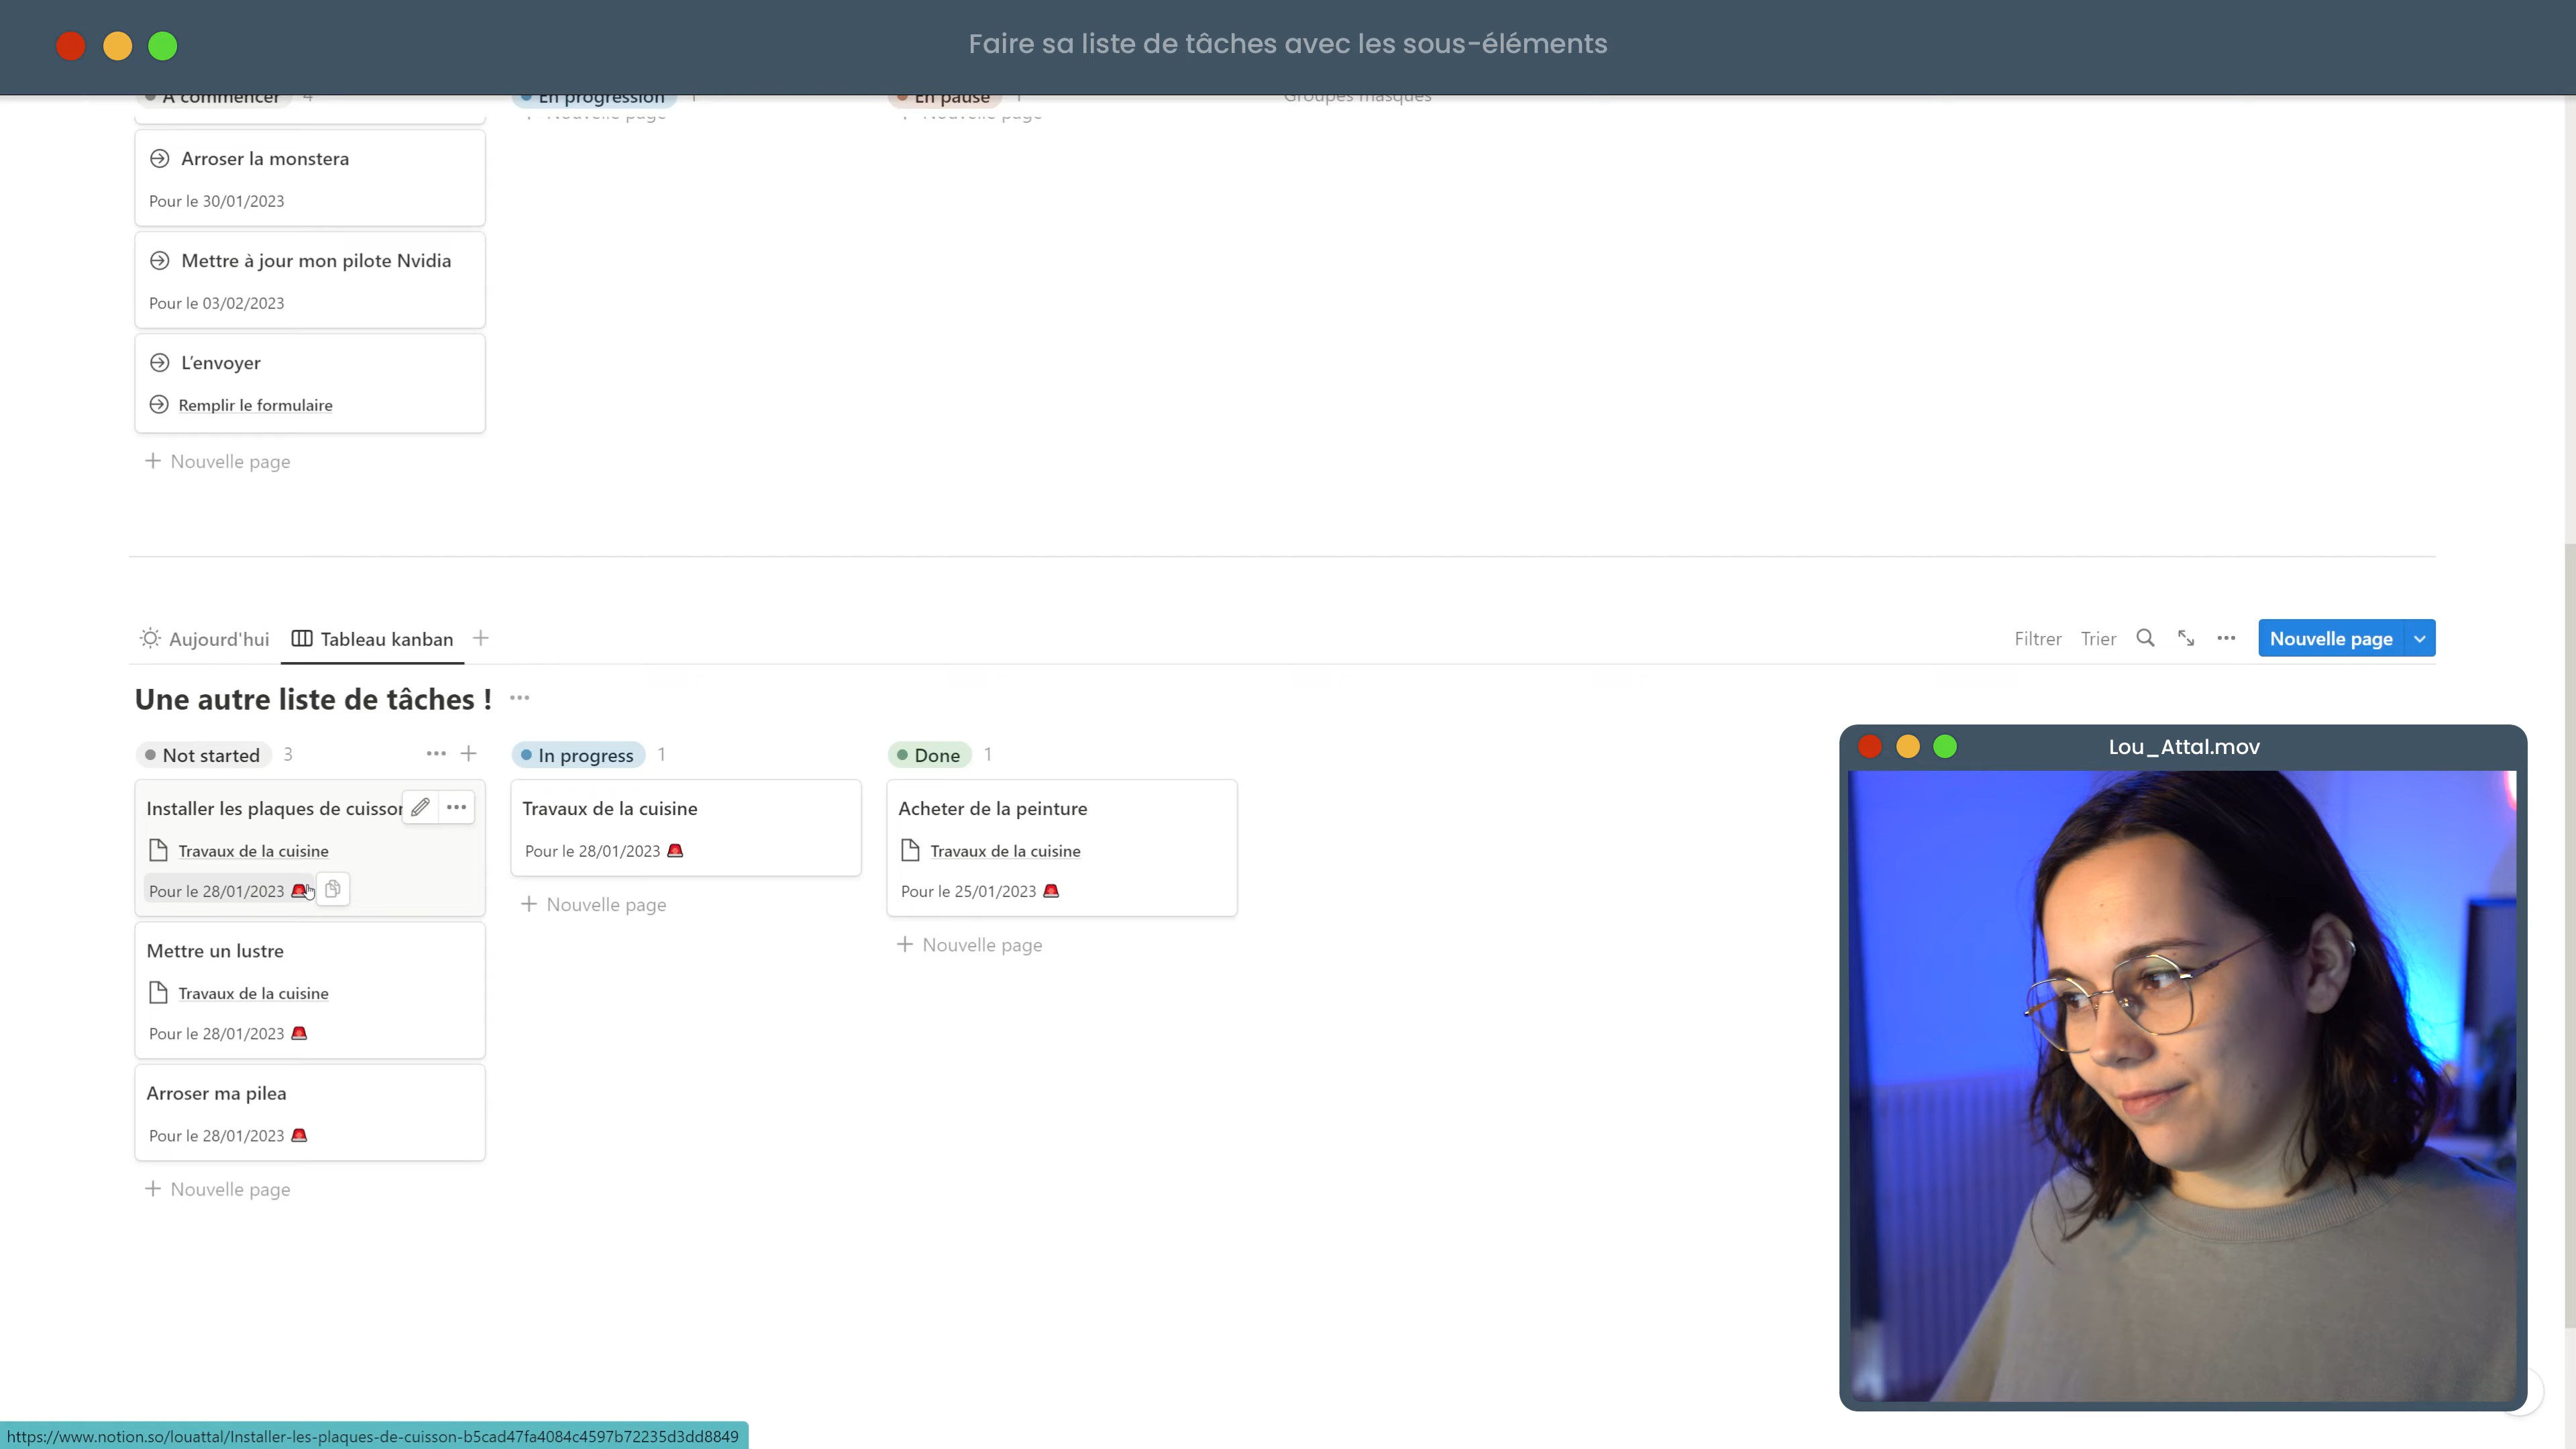 Faire sa liste de tâches avec les sous-éléments
À commencer 4
En progression 1
En pause 1
Groupes masqués
Nouvelle page
Nouvelle page
Arroser la monstera
Pour le 30/01/2023
Mettre à jour mon pilote Nvidia
Pour le 03/02/2023
L'envoyer
Remplir le formulaire
Nouvelle page
Aujourd'hui
Tableau kanban
Filtrer
Trier
Nouvelle page
Une autre liste de tâches !
Not started 3
Installer les plaques de cuisson
Travaux de la cuisine
Pour le 28/01/2023
Mettre un lustre
Travaux de la cuisine
Pour le 28/01/2023
Arroser ma pilea
Pour le 28/01/2023
Nouvelle page
In progress 1
Travaux de la cuisine
Pour le 28/01/2023
Nouvelle page
Done 1
Acheter de la peinture
Travaux de la cuisine
Pour le 25/01/2023
Nouvelle page
Lou_Attal.mov
https://www.notion.so/louattal/Installer-les-plaques-de-cuisson-b5cad47fa4084c4597b72235d3dd8849